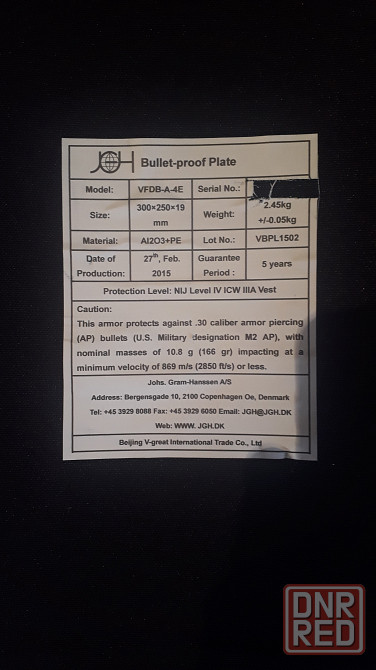 JGH Bullet-proof Plate
Model: VFDB-A-4E Serial No.:
Size: 300×250×19 mm Weight: 2.45kg +/-0.05kg
Material: Al2O3+PE Lot No.: VBPL1502
Date of Production: 27th, Feb. 2015 Guarantee Period : 5 years
Protection Level: NIJ Level IV ICW IIIA Vest
Caution:
This armor protects against .30 caliber armor piercing
(AP) bullets (U.S. Military designation M2 AP), with
nominal masses of 10.8 g (166 gr) impacting at a
minimum velocity of 869 m/s (2850 ft/s) or less.
Johs. Gram-Hanssen A/S
Address: Bergensgade 10, 2100 Copenhagen Oe, Denmark
Tel: +45 3929 8088 Fax: +45 3929 6050 Email: JGH@JGH.DK
Web: WWW. JGH.DK
Beijing V-great International Trade Co., Ltd
DNR
RED